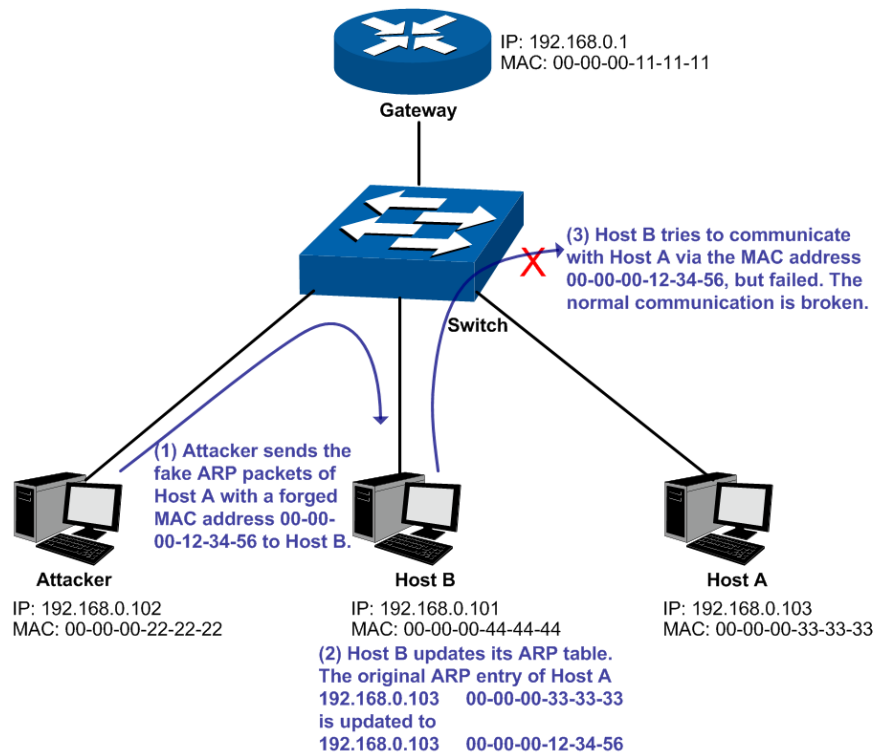 IP: 192.168.0.1
MAC: 00-00-00-11-11-11
Gateway
(3) Host B tries to communicate
with Host A via the MAC address
00-00-00-12-34-56, but failed. The
normal communication is broken.
X
Switch
(1) Attacker sends the
fake ARP packets of
Host A with a forged
MAC address 00-00-
00-12-34-56 to Host B.
Attacker
IP: 192.168.0.102
MAC: 00-00-00-22-22-22
Host B
IP: 192.168.0.101
MAC: 00-00-00-44-44-44
Host A
IP: 192.168.0.103
MAC: 00-00-00-33-33-33
(2) Host B updates its ARP table.
The original ARP entry of Host A
192.168.0.103 00-00-00-33-33-33
is updated to
192.168.0.103 00-00-00-12-34-56